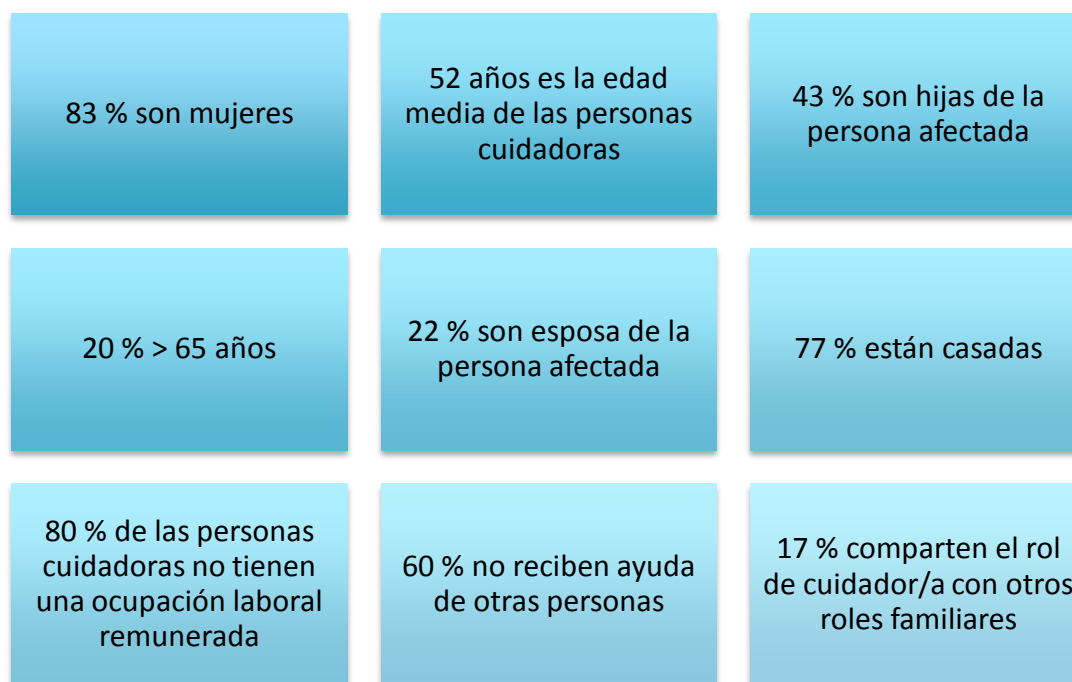 83 % son mujeres
52 años es la edad
media de las personas
cuidadoras
43 % son hijas de la
persona afectada
20 % > 65 años
22 % son esposa de la
persona afectada
77 % están casadas
80 % de las personas
cuidadoras no tienen
una ocupación laboral
remunerada
60 % no reciben ayuda
de otras personas
17 % comparten el rol
de cuidador/a con otros
roles familiares